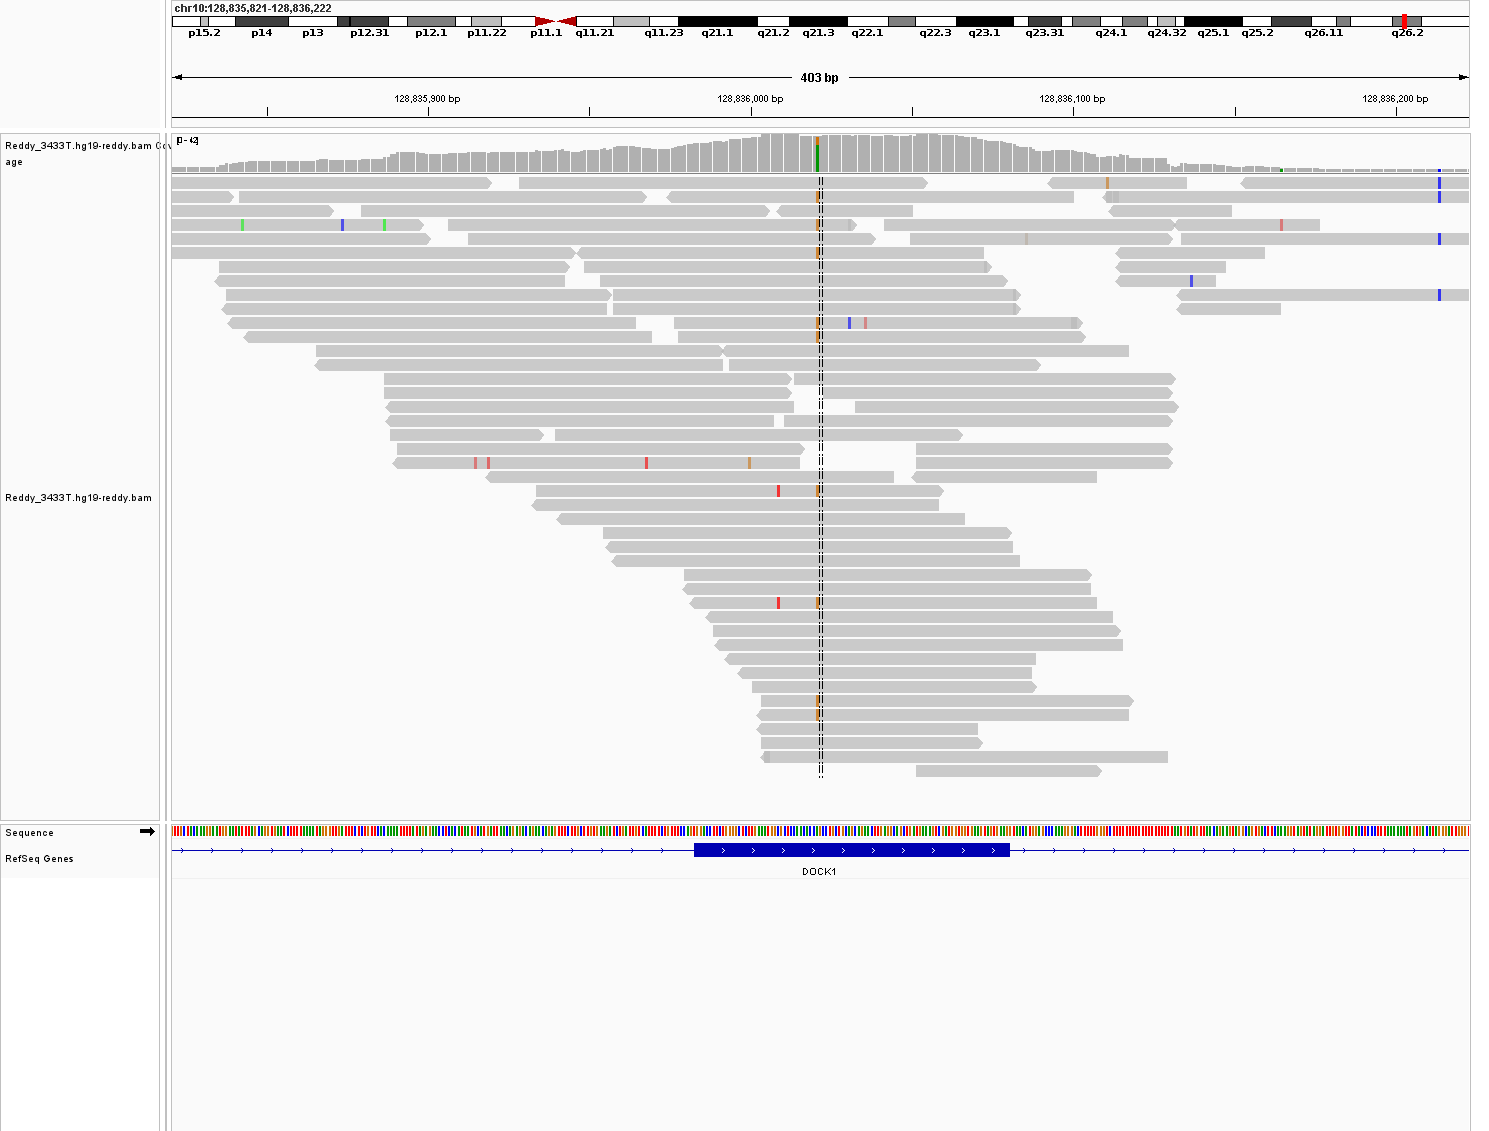 chr10:128,835,821-128,836,222
p15.2 p14 p13 p12.31 p12.1 p11.22 p11.1 q11.21 q11.23 q21.1 q21.2 q21.3 q22.1 q22.3 q23.1 q23.31 q24.1 q24.32 q25.1 q25.2 q26.11 q26.2
403 bp
128,835,900 bp 128,836,000 bp 128,836,100 bp 128,836,200 bp
Reddy_3433T.hg19-reddy.bam Cov
age
[0 - 42]
Reddy_3433T.hg19-reddy.bam
Sequence
RefSeq Genes
DOCK1